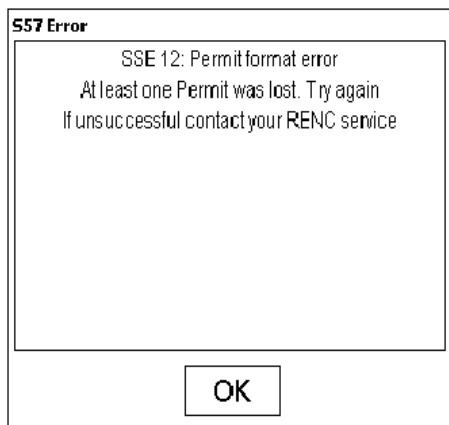 S57 Error
SSE 12: Permit format error
At least one Permit was lost. Try again
If unsuccessful contact your RENC service
OK